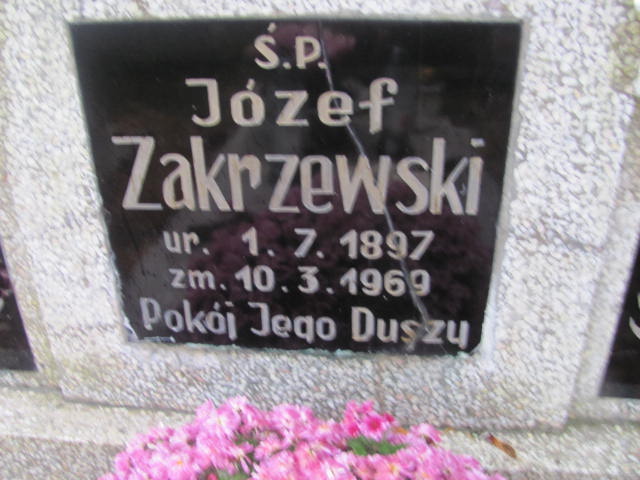 Ś.P.
Józef
Zakrzewski
ur. 1. 7. 1897
zm. 10. 3. 1969
Pokój Jego Duszy